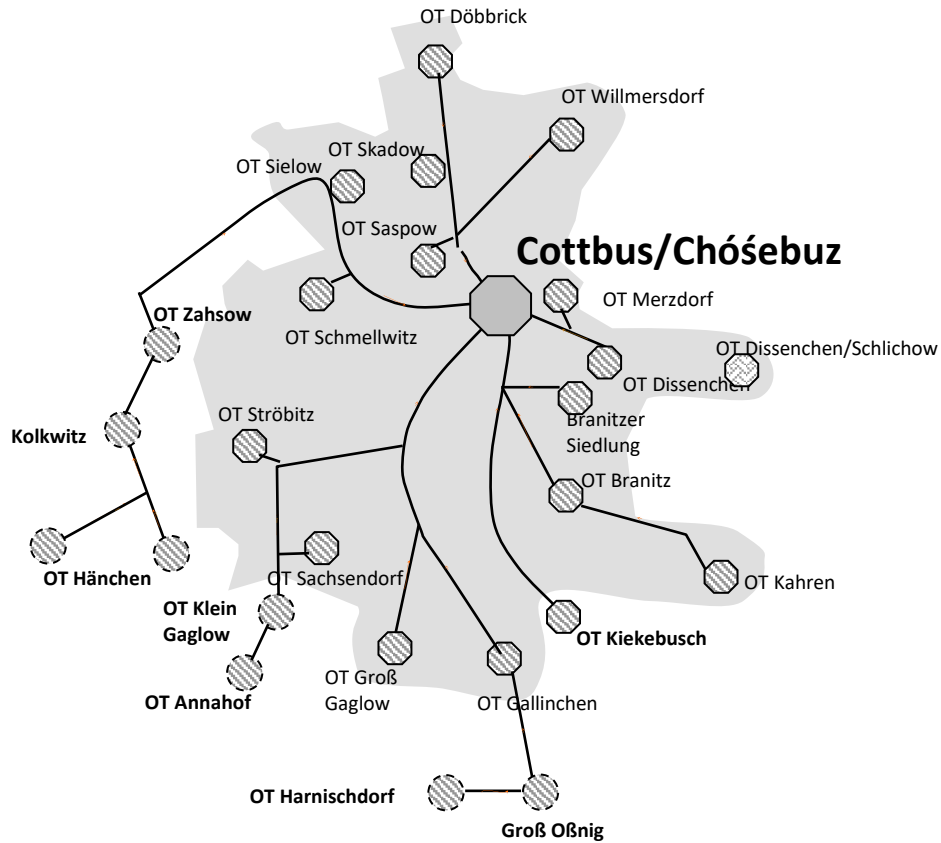 OT Döbbrick
OT Willmersdorf
OT Skadow
OT Sielow
OT Saspow
Cottbus/Chóśebuz
OT Merzdorf
OT Zahsow
OT Schmellwitz
OT Dissenchen/Schlichow
OT Dissenchen
OT Ströbitz
Branitzer
Siedlung
Kolkwitz
OT Branitz
OT Hänchen
OT Sachsendorf
OT Kahren
OT Klein
Gaglow
OT Kiekebusch
OT Groß
Gaglow
OT Annahof
OT Gallinchen
OT Harnischdorf
Groß Oßnig